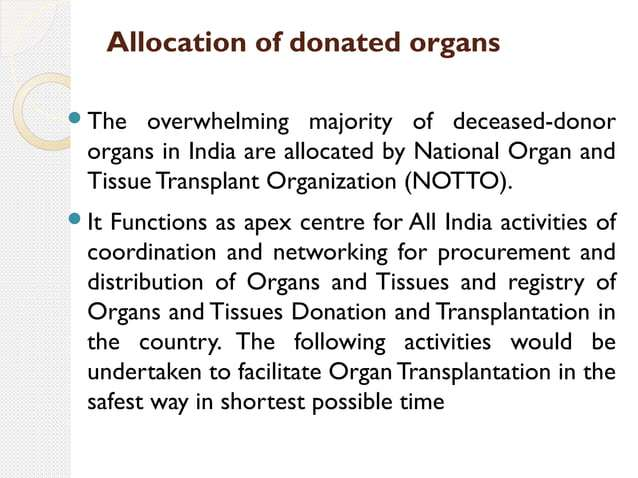 Allocation of donated organs
The overwhelming majority of deceased-donor
organs in India are allocated by National Organ and
Tissue Transplant Organization (NOTTO).
It Functions as apex centre for All India activities of
coordination and networking for procurement and
distribution of Organs and Tissues and registry of
Organs and Tissues Donation and Transplantation in
the country. The following activities would be
undertaken to facilitate Organ Transplantation in the
safest way in shortest possible time